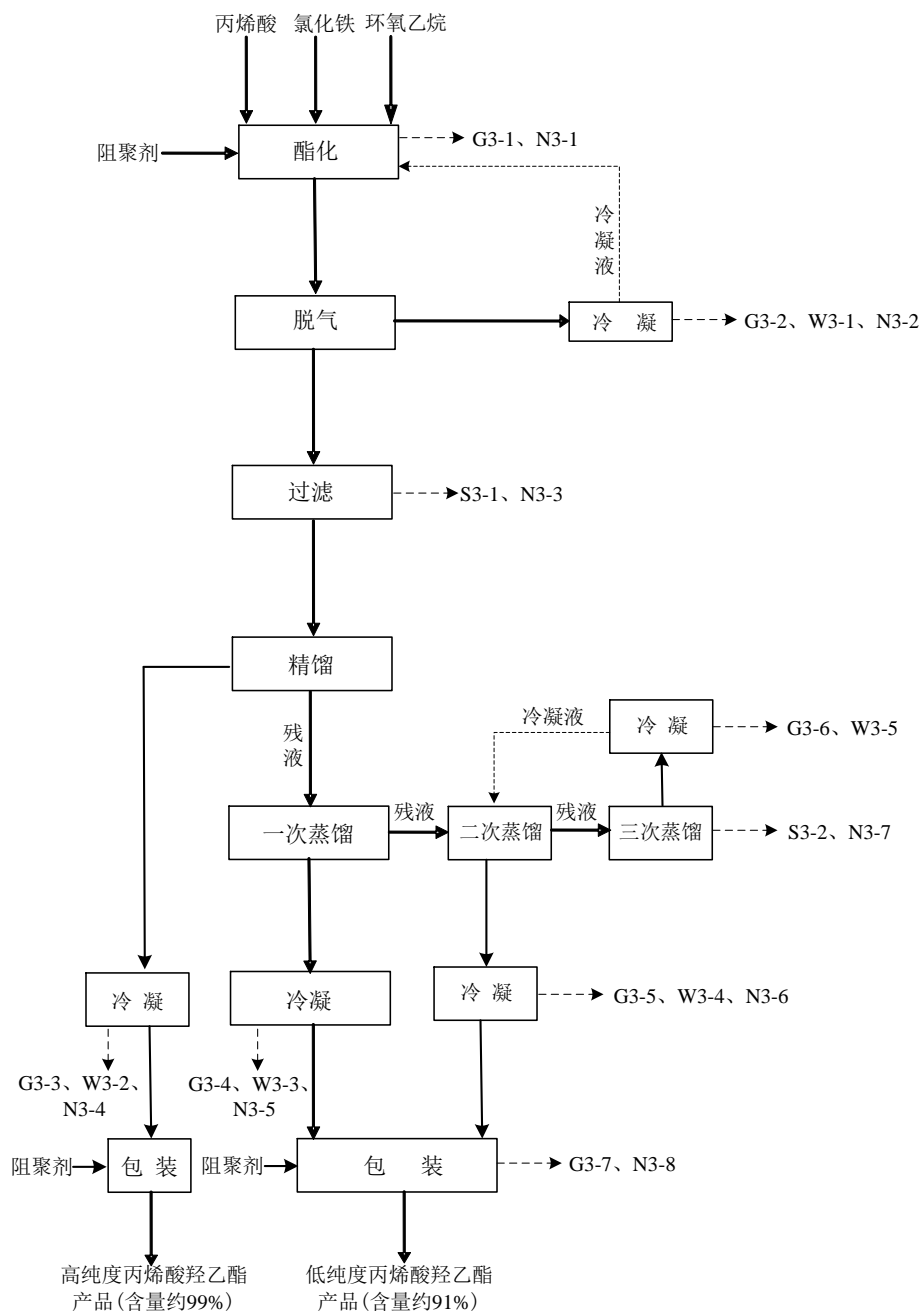 丙烯酸 氯化铁 环氧乙烷
阻聚剂
酯化
G3-1、N3-1
冷凝液
脱气
冷 凝
G3-2、W3-1、N3-2
过滤
S3-1、N3-3
精馏
残液
冷凝液
冷 凝
G3-6、W3-5
一次蒸馏
残液
二次蒸馏
残液
三次蒸馏
S3-2、N3-7
冷 凝
G3-3、W3-2、
N3-4
冷凝
G3-4、W3-3、
N3-5
冷 凝
G3-5、W3-4、N3-6
阻聚剂
包 装
阻聚剂
包 装
G3-7、N3-8
高纯度丙烯酸羟乙酯
产品(含量约99%)
低纯度丙烯酸羟乙酯
产品(含量约91%)